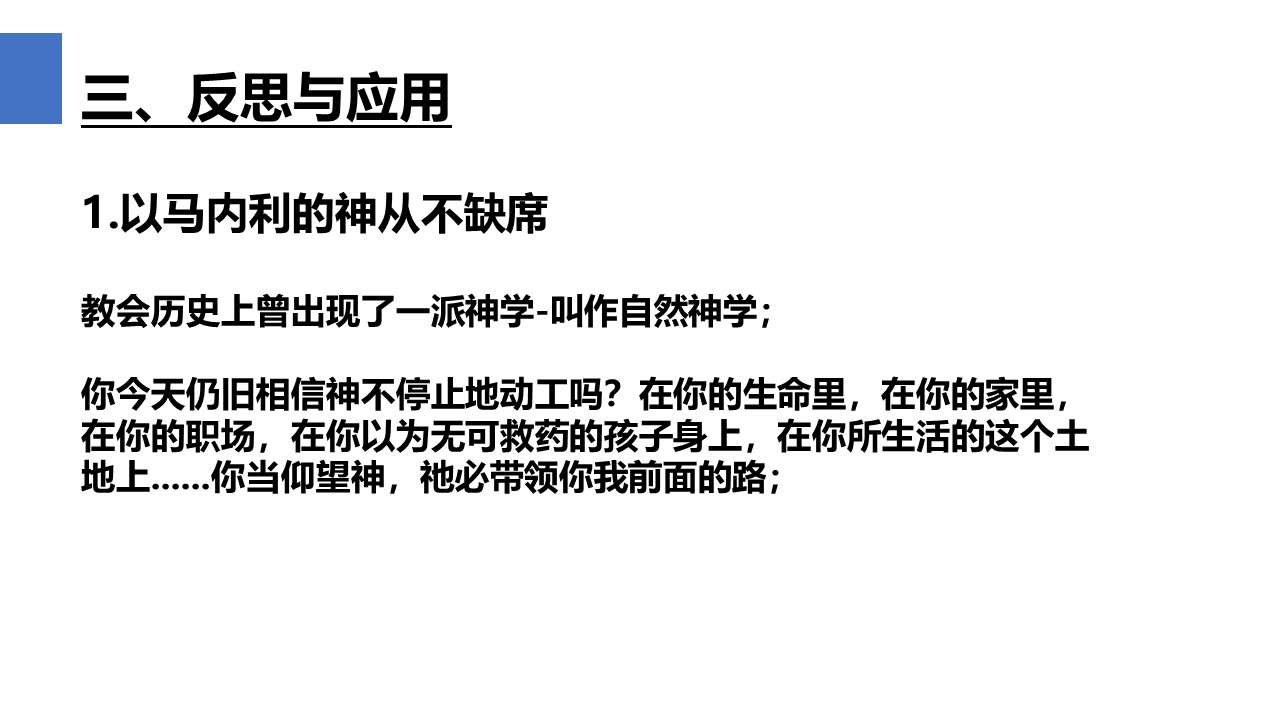 三、反思与应用
1.以马内利的神从不缺席
教会历史上曾出现了一派神学-叫作自然神学；
你今天仍旧相信神不停止地动工吗？在你的生命里，在你的家里，
在你的职场，在你以为无可救药的孩子身上，在你所生活的这个土
地上......你当仰望神，祂必带领你我前面的路；